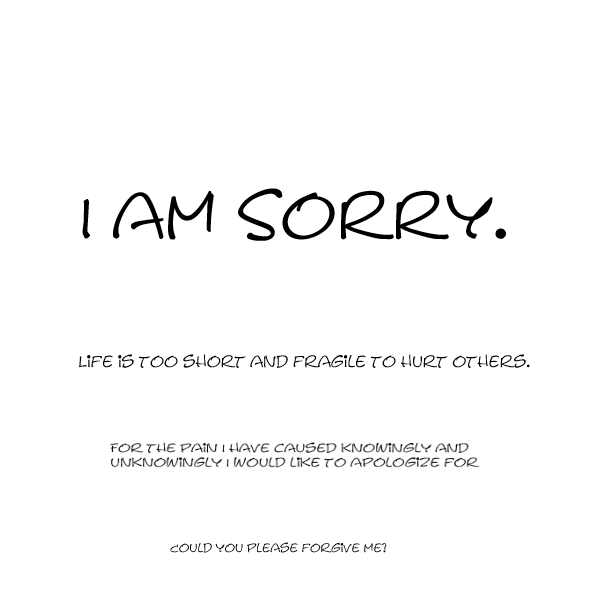 I AM SORRY.
LiFE iS TOO SHORT AND FRAGiLE TO HURT OTHERS.
FOR THE PAiN I HAVE CAUSED KNOWiNGLY AND
UNKNOWiNGLY I WOULD LiKE TO APOLOGiZE FOR
COULD YOU PLEASE FORGiVE ME?